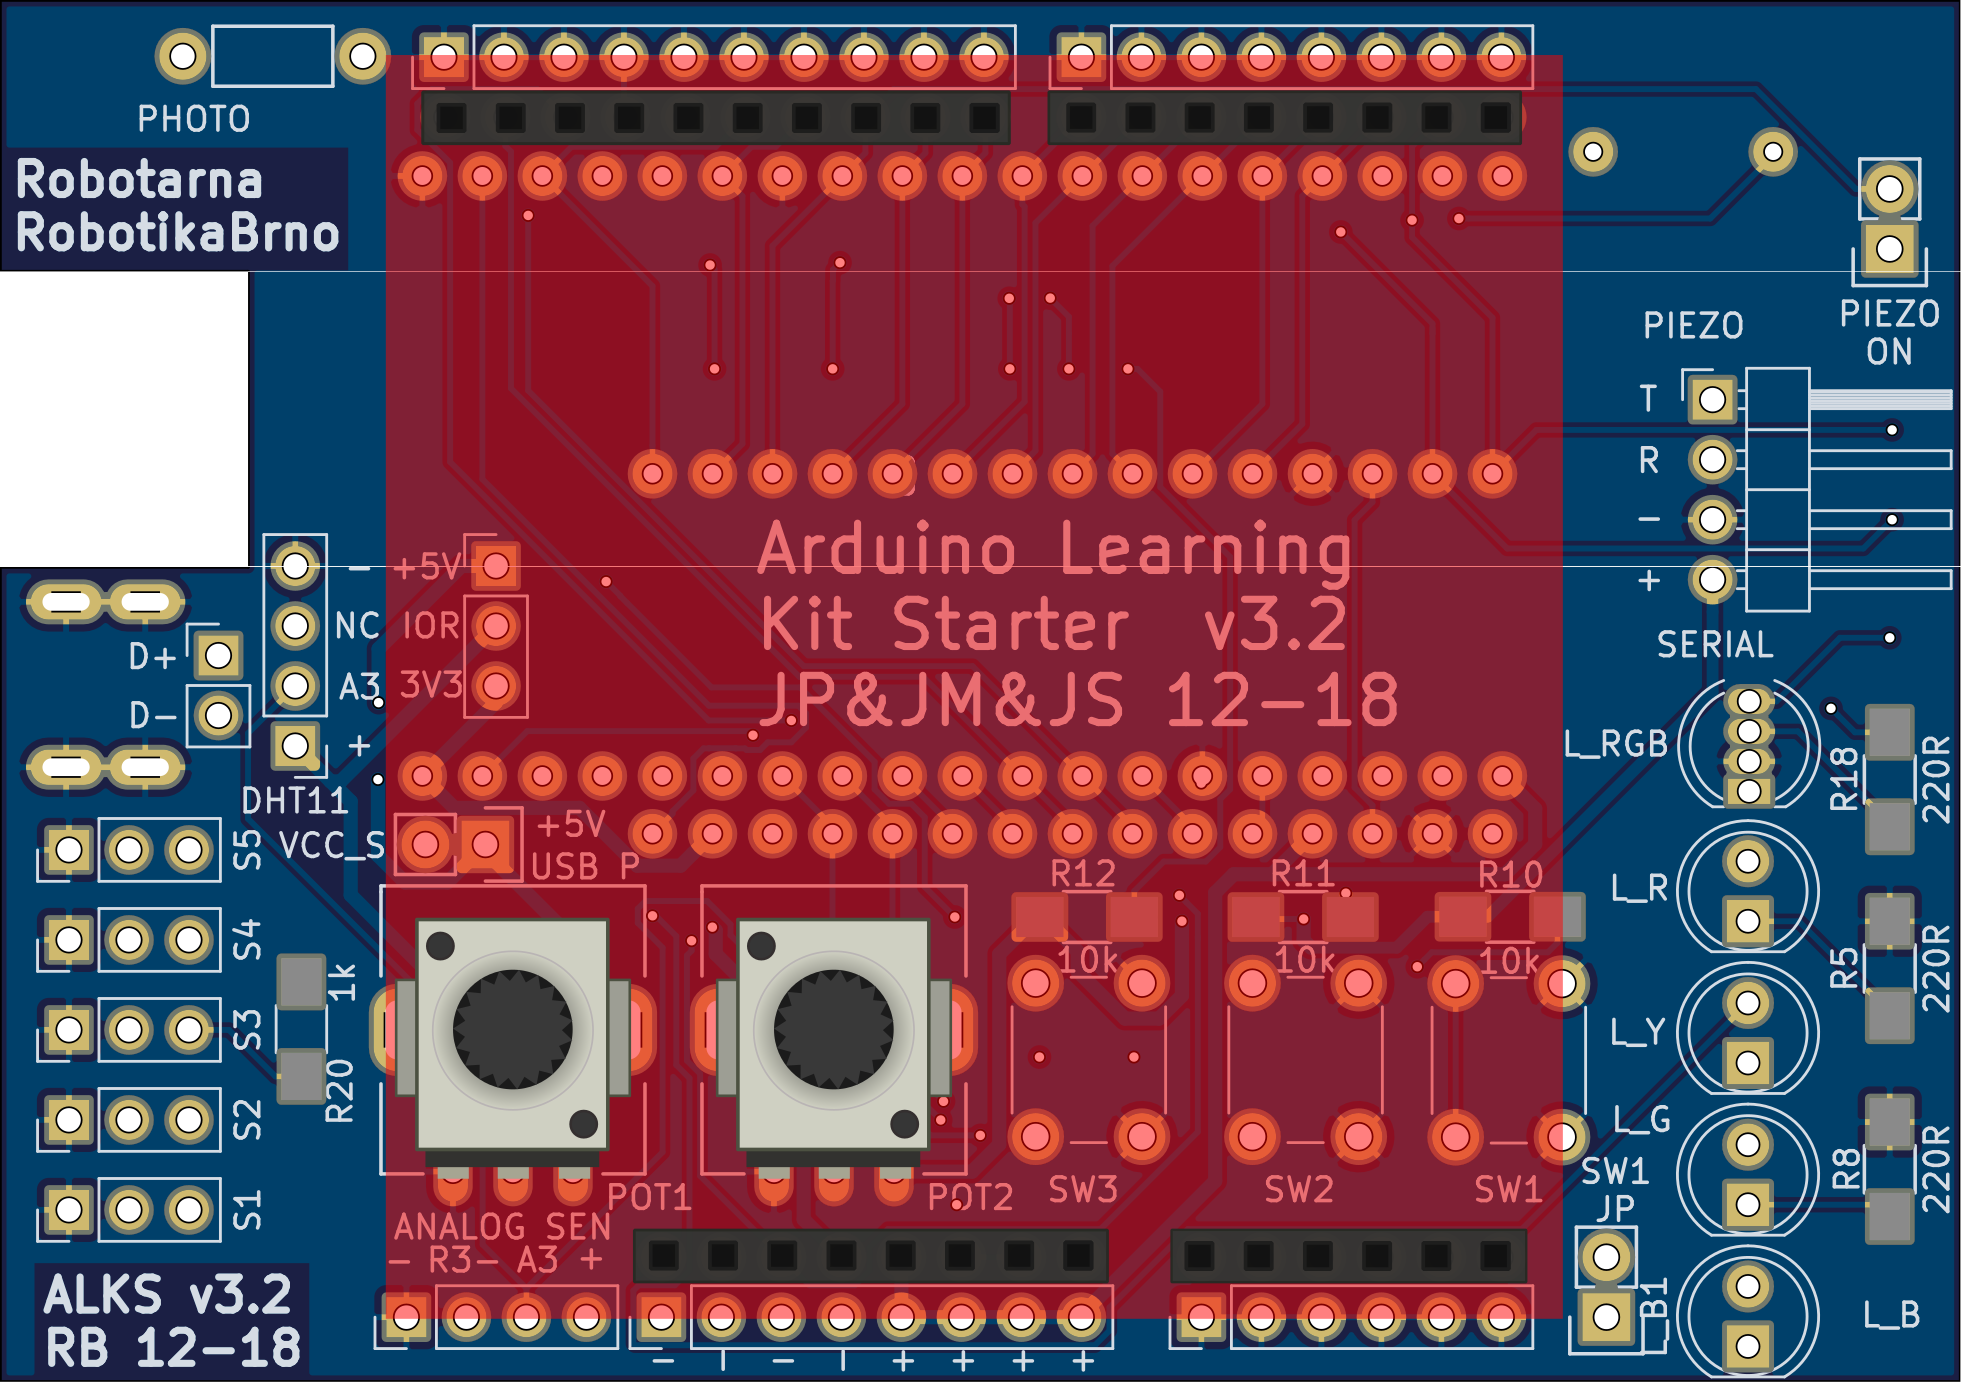 PHOTO
Robotarna
RobotikaBrno
PIEZO
ON
PIEZO
T
R
-
+
SERIAL
Arduino Learning
Kit Starter v3.2
JP&JM&JS 12-18
- +5V
NC IOR
A3 3V3
+
D+
D-
DHT11
VCC_S
+5V
USB P
L_RGB
R18
220R
L_R
R5
220R
L_Y
L_G
R8
220R
L_B
L_B1
R12
10k
R11
10k
R10
10k
SW3
SW2
SW1
SW1
JP
S5
S4
S3
S2
S1
1k
R20
POT1
POT2
ANALOG SEN
- R3- A3 +
- | - | + + + +
ALKS v3.2
RB 12-18